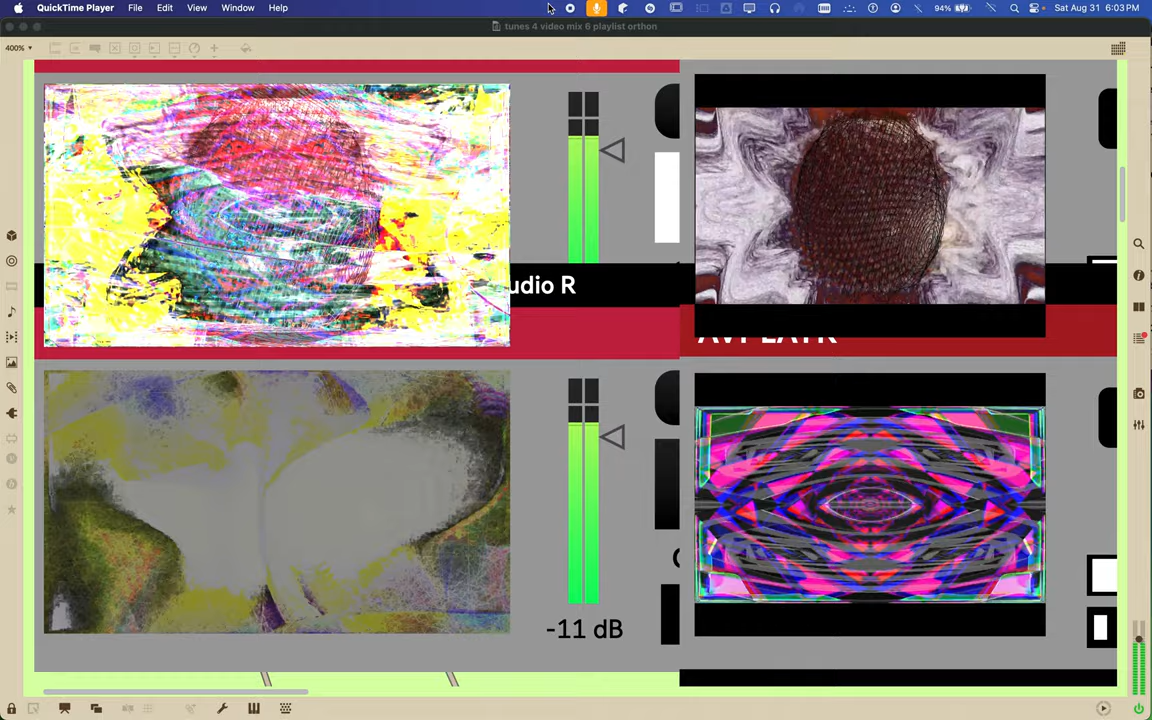 QuickTime Player File Edit View Window Help 94% Sat Aug 31 6:03 PM
tunes 4 video mix 6 playlist orthon
400%
udio R
-11 dB